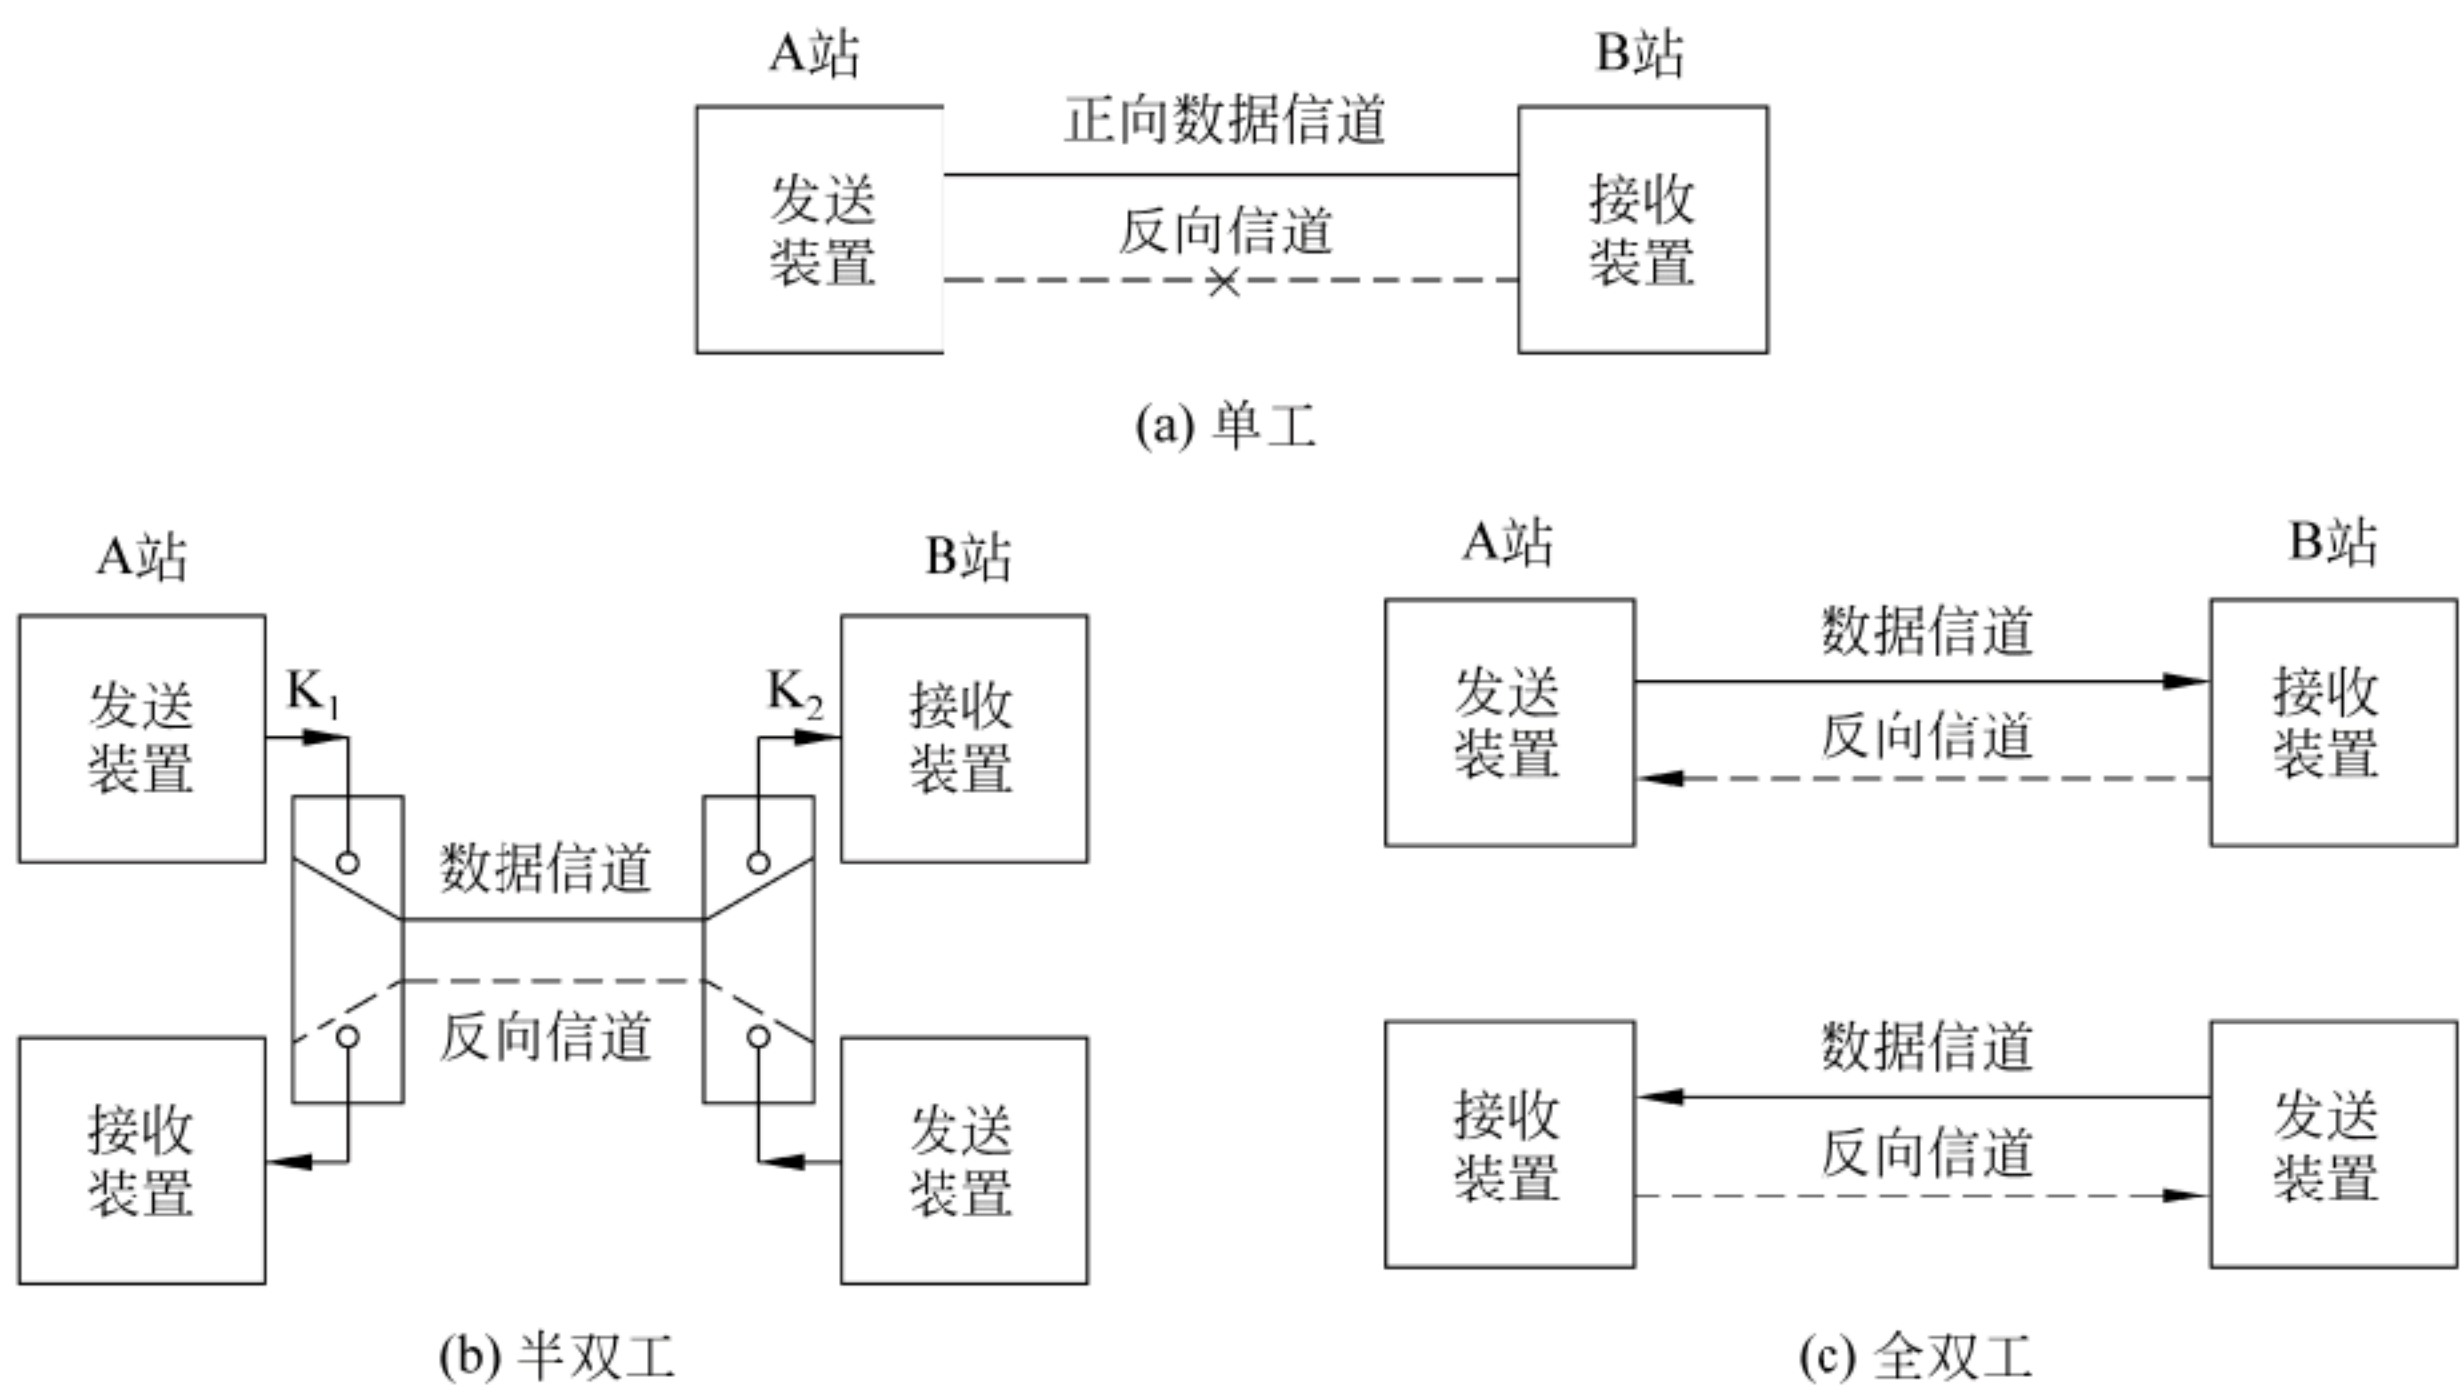 A站
B站
正向数据信道
发送
装置
反向信道
接收
装置
(a) 单工
A站
B站
发送
装置
K₁
K₂
接收
装置
数据信道
反向信道
接收
装置
发送
装置
(b) 半双工
A站
B站
发送
装置
数据信道
反向信道
接收
装置
接收
装置
数据信道
反向信道
发送
装置
(c) 全双工